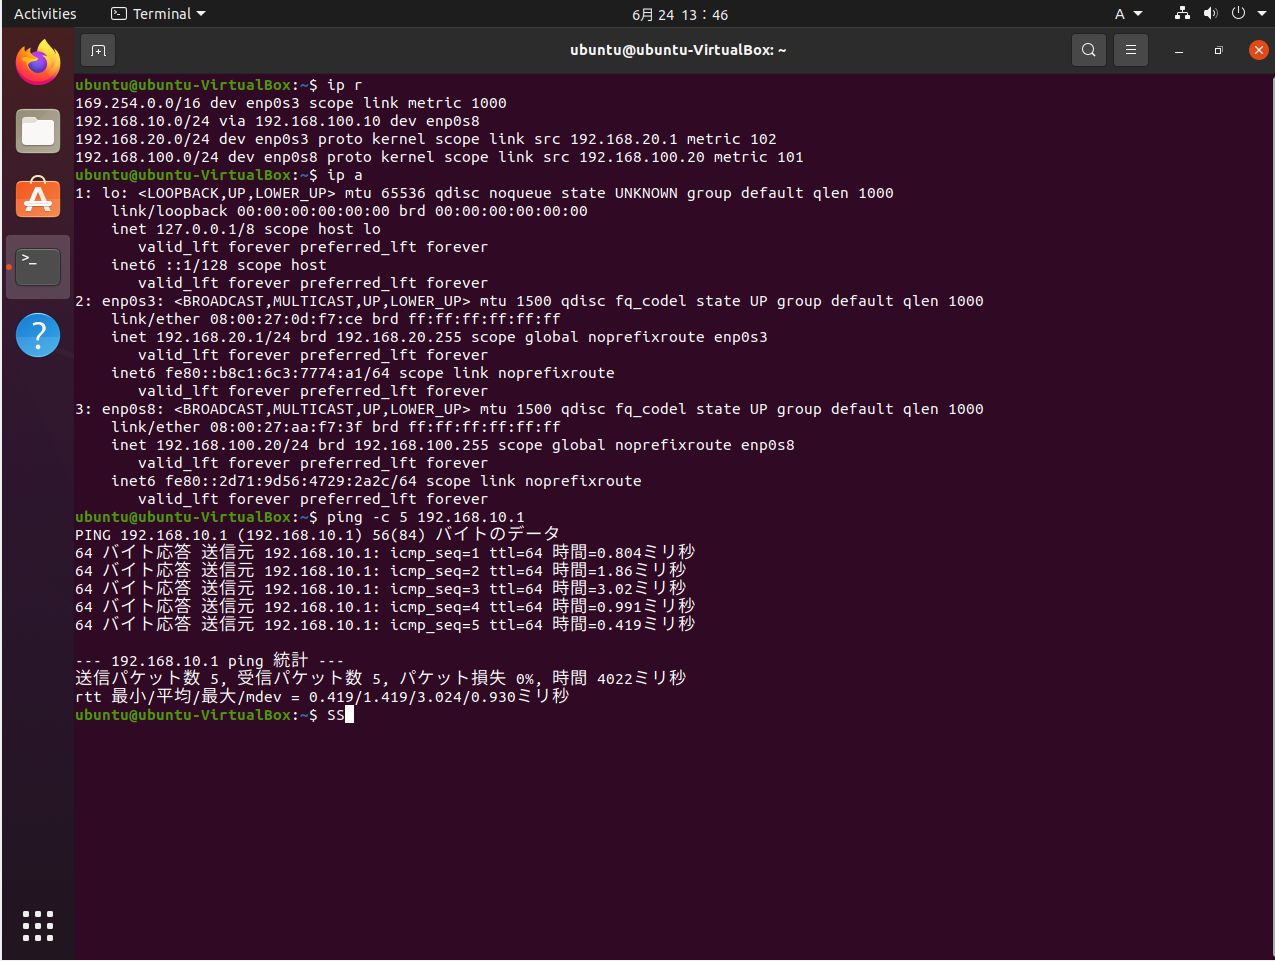 Activities Terminal 6月 24 13：46 A
ubuntu@ubuntu-VirtualBox: ~
ubuntu@ubuntu-VirtualBox:~$ ip r
169.254.0.0/16 dev enp0s3 scope link metric 1000
192.168.10.0/24 via 192.168.100.10 dev enp0s8
192.168.20.0/24 dev enp0s3 proto kernel scope link src 192.168.20.1 metric 102
192.168.100.0/24 dev enp0s8 proto kernel scope link src 192.168.100.20 metric 101
ubuntu@ubuntu-VirtualBox:~$ ip a
1: lo: <LOOPBACK,UP,LOWER_UP> mtu 65536 qdisc noqueue state UNKNOWN group default qlen 1000
    link/loopback 00:00:00:00:00:00 brd 00:00:00:00:00:00
    inet 127.0.0.1/8 scope host lo
       valid_lft forever preferred_lft forever
    inet6 ::1/128 scope host
       valid_lft forever preferred_lft forever
2: enp0s3: <BROADCAST,MULTICAST,UP,LOWER_UP> mtu 1500 qdisc fq_codel state UP group default qlen 1000
    link/ether 08:00:27:0d:f7:ce brd ff:ff:ff:ff:ff:ff
    inet 192.168.20.1/24 brd 192.168.20.255 scope global noprefixroute enp0s3
       valid_lft forever preferred_lft forever
    inet6 fe80::b8c1:6c3:7774:a1/64 scope link noprefixroute
       valid_lft forever preferred_lft forever
3: enp0s8: <BROADCAST,MULTICAST,UP,LOWER_UP> mtu 1500 qdisc fq_codel state UP group default qlen 1000
    link/ether 08:00:27:aa:f7:3f brd ff:ff:ff:ff:ff:ff
    inet 192.168.100.20/24 brd 192.168.100.255 scope global noprefixroute enp0s8
       valid_lft forever preferred_lft forever
    inet6 fe80::2d71:9d56:4729:2a2c/64 scope link noprefixroute
       valid_lft forever preferred_lft forever
ubuntu@ubuntu-VirtualBox:~$ ping -c 5 192.168.10.1
PING 192.168.10.1 (192.168.10.1) 56(84) バイトのデータ
64 バイト応答 送信元 192.168.10.1: icmp_seq=1 ttl=64 時間=0.804ミリ秒
64 バイト応答 送信元 192.168.10.1: icmp_seq=2 ttl=64 時間=1.86ミリ秒
64 バイト応答 送信元 192.168.10.1: icmp_seq=3 ttl=64 時間=3.02ミリ秒
64 バイト応答 送信元 192.168.10.1: icmp_seq=4 ttl=64 時間=0.991ミリ秒
64 バイト応答 送信元 192.168.10.1: icmp_seq=5 ttl=64 時間=0.419ミリ秒

--- 192.168.10.1 ping 統計 ---
送信パケット数 5, 受信パケット数 5, パケット損失 0%, 時間 4022ミリ秒
rtt 最小/平均/最大/mdev = 0.419/1.419/3.024/0.930ミリ秒
ubuntu@ubuntu-VirtualBox:~$ SS